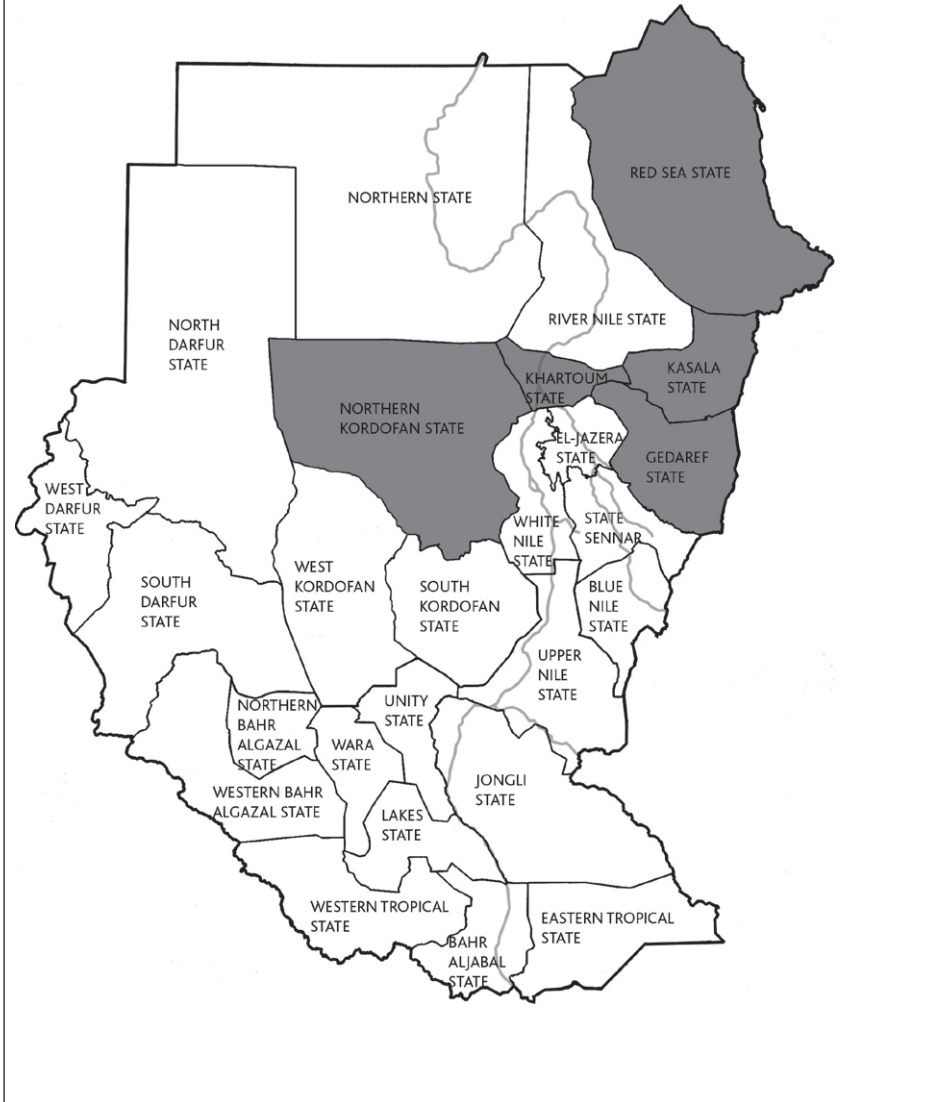 RED SEA STATE
NORTHERN STATE
RIVER NILE STATE
NORTH
DARFUR
STATE
KHARTOUM
STATE
KASALA
STATE
NORTHERN
KORDOFAN STATE
EL-JAZERA
STATE
GEDAREF
STATE
WEST
DARFUR
STATE
WHITE
NILE
STATE
STATE
SENNAR
WEST
KORDOFAN
STATE
SOUTH
DARFUR
STATE
SOUTH
KORDOFAN
STATE
BLUE
NILE
STATE
UPPER
NILE
STATE
NORTHERN
BAHR
ALGAZAL
STATE
UNITY
STATE
WARA
STATE
JONGLI
STATE
WESTERN BAHR
ALGAZAL STATE
LAKES
STATE
WESTERN TROPICAL
STATE
EASTERN TROPICAL
STATE
BAHR
ALJABAL
STATE